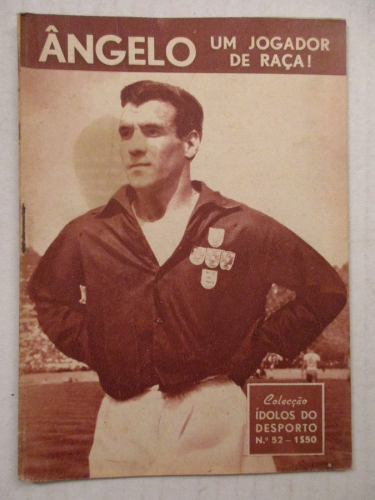 ÂNGELO
UM JOGADOR
DE RAÇA!
Colecção
ÍDOLOS DO
DESPORTO
N.º 52 - 1$50